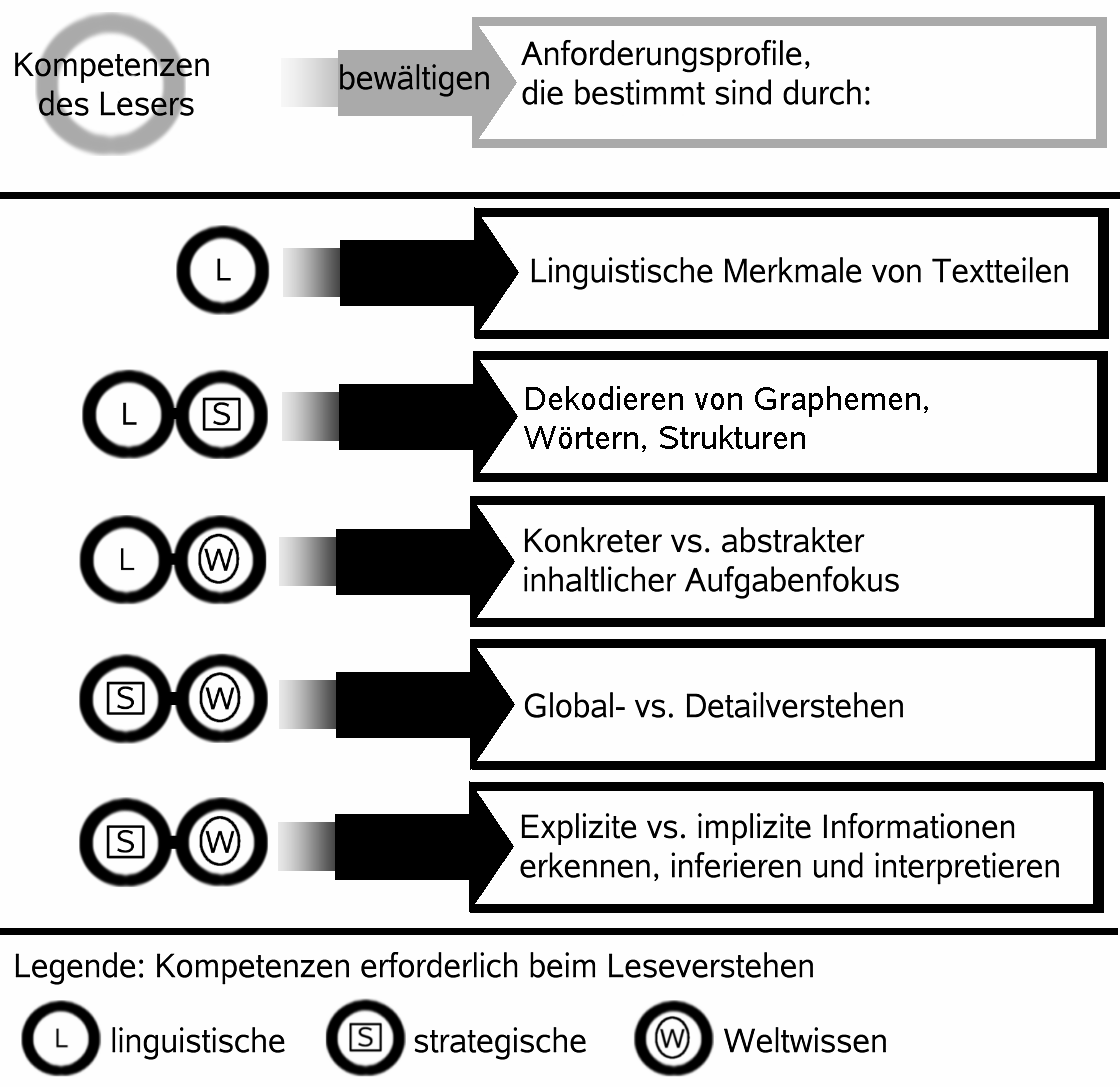 Kompetenzen
des Lesers
bewältigen
Anforderungsprofile,
die bestimmt sind durch:
L
Linguistische Merkmale von Textteilen
L S
Dekodieren von Graphemen,
Wörtern, Strukturen
L W
Konkreter vs. abstrakter
inhaltlicher Aufgabenfokus
S W
Global- vs. Detailverstehen
S W
Explizite vs. implizite Informationen
erkennen, inferieren und interpretieren
Legende: Kompetenzen erforderlich beim Leseverstehen
L linguistische S strategische W Weltwissen